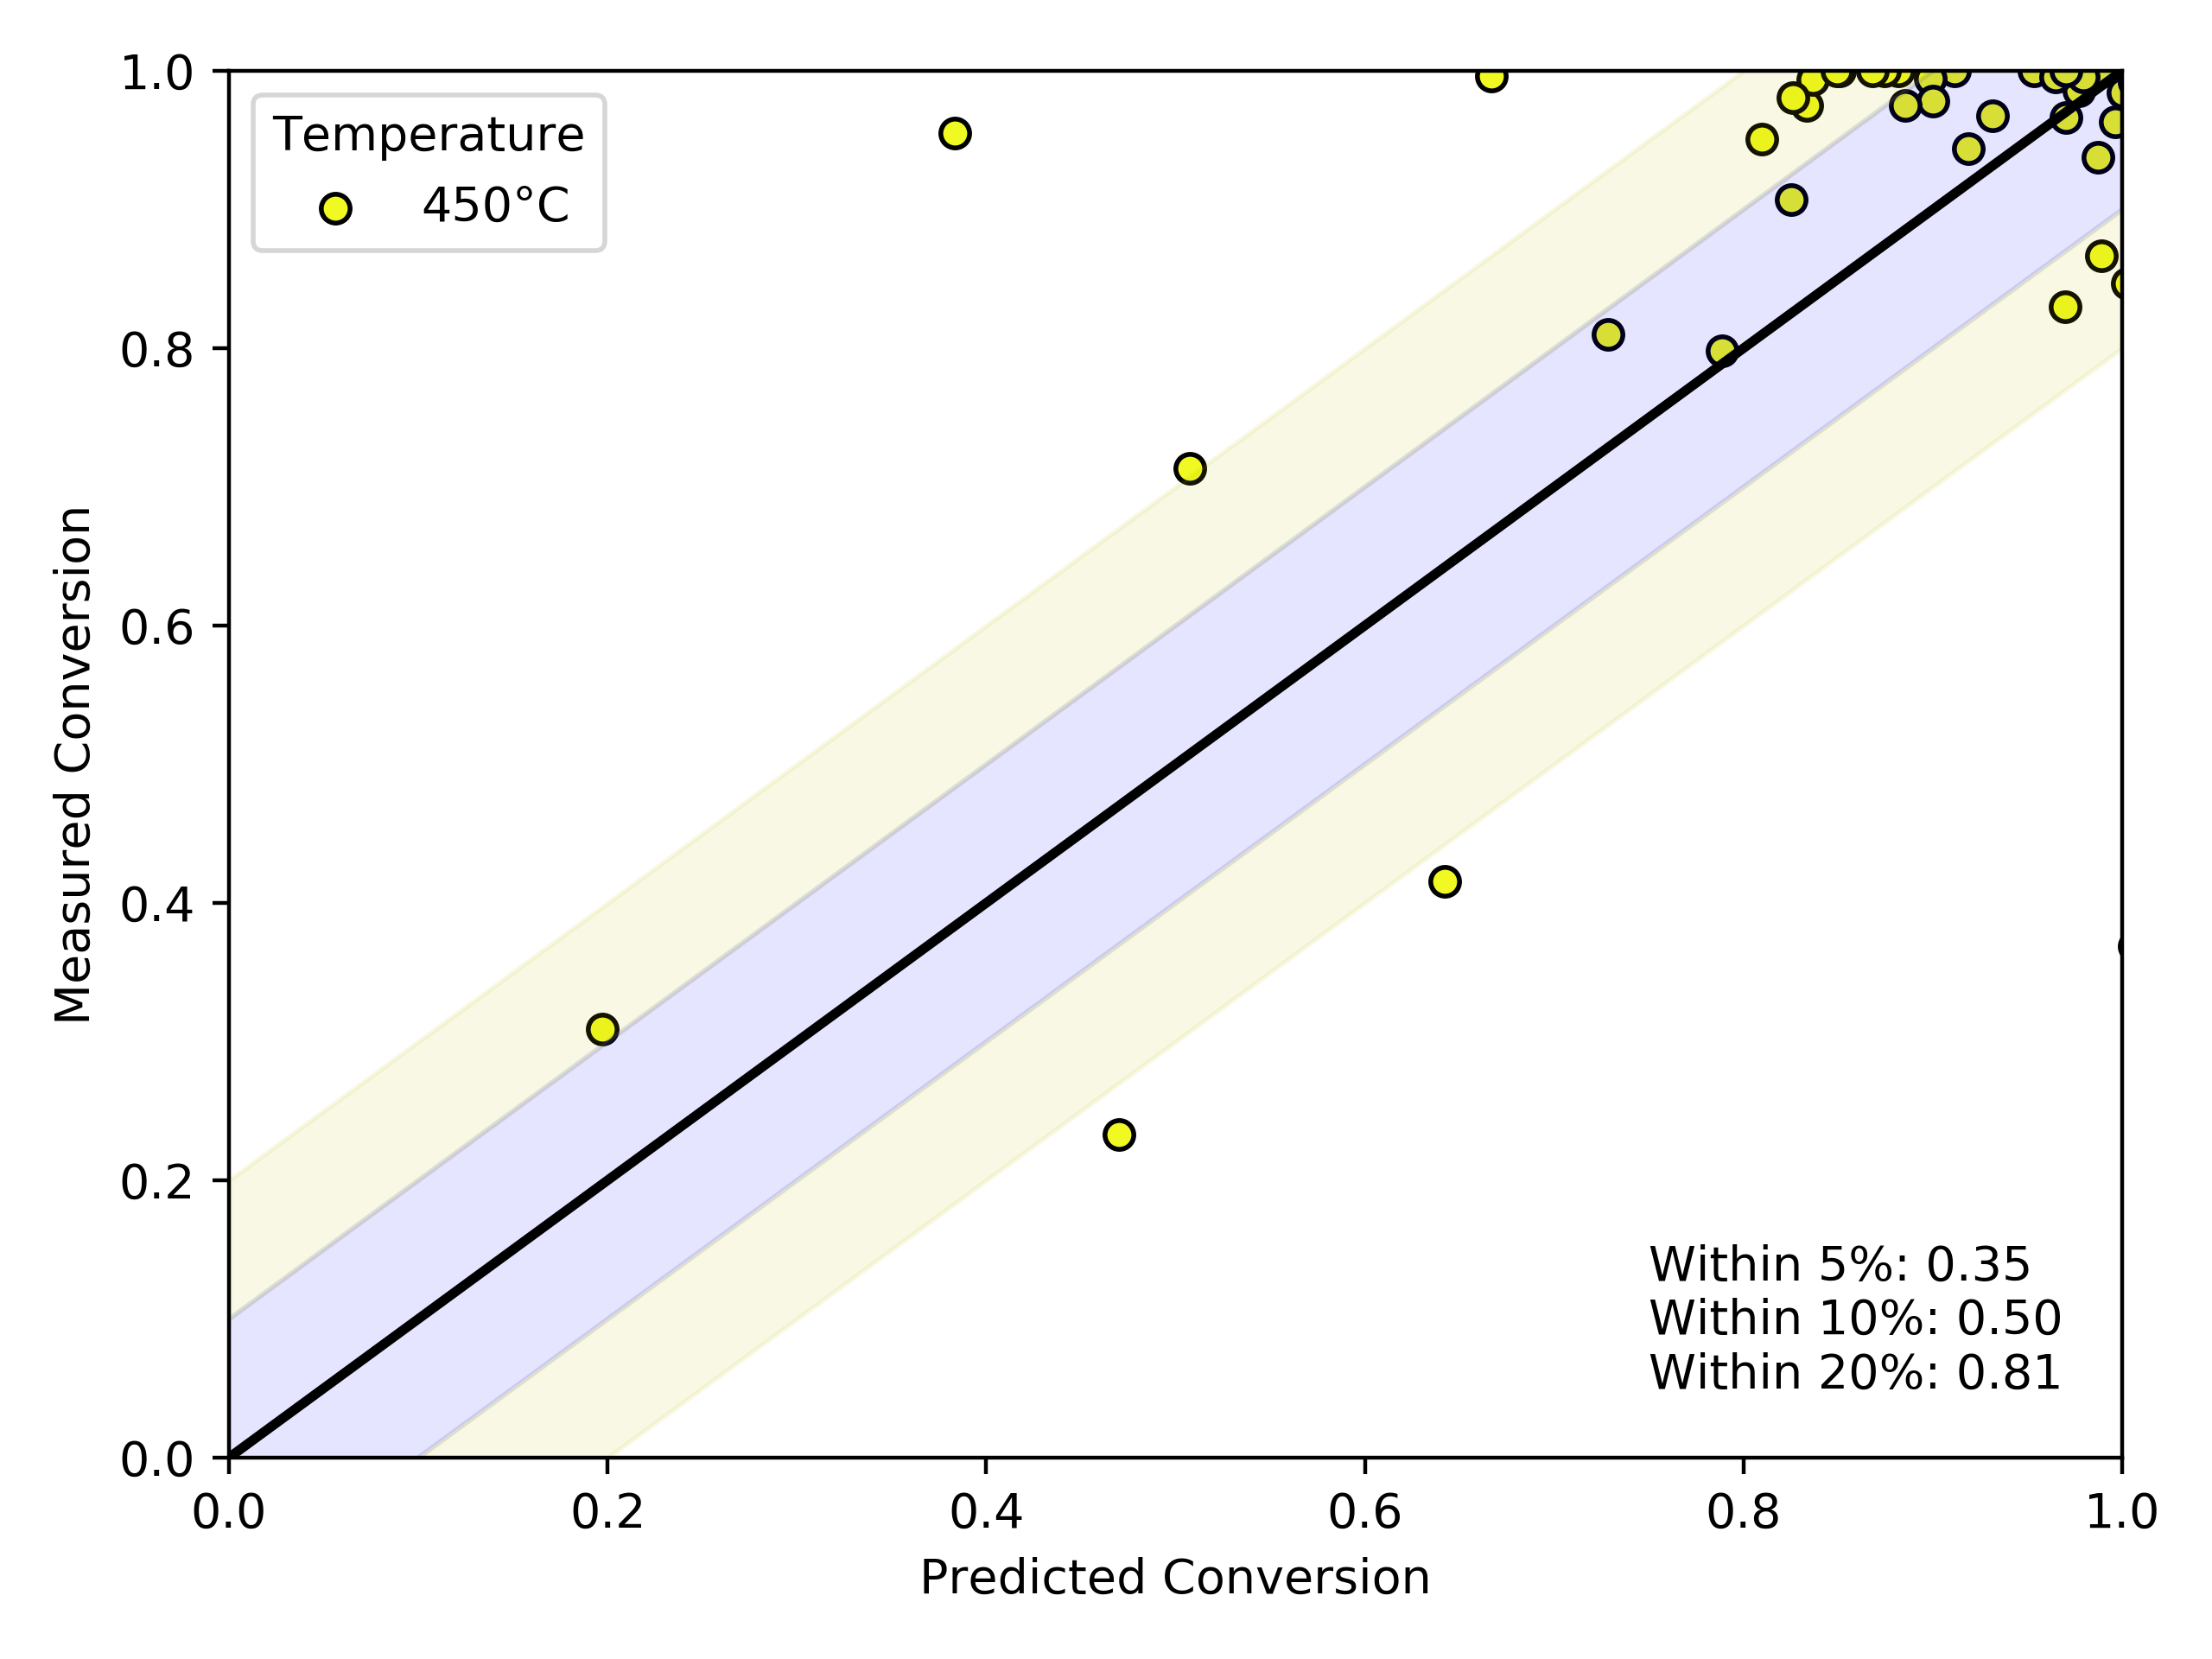 1.0
0.8
0.6
0.4
0.2
0.0
Measured Conversion
Temperature
450°C
Within 5%: 0.35
Within 10%: 0.50
Within 20%: 0.81
0.0 0.2 0.4 0.6 0.8 1.0
Predicted Conversion